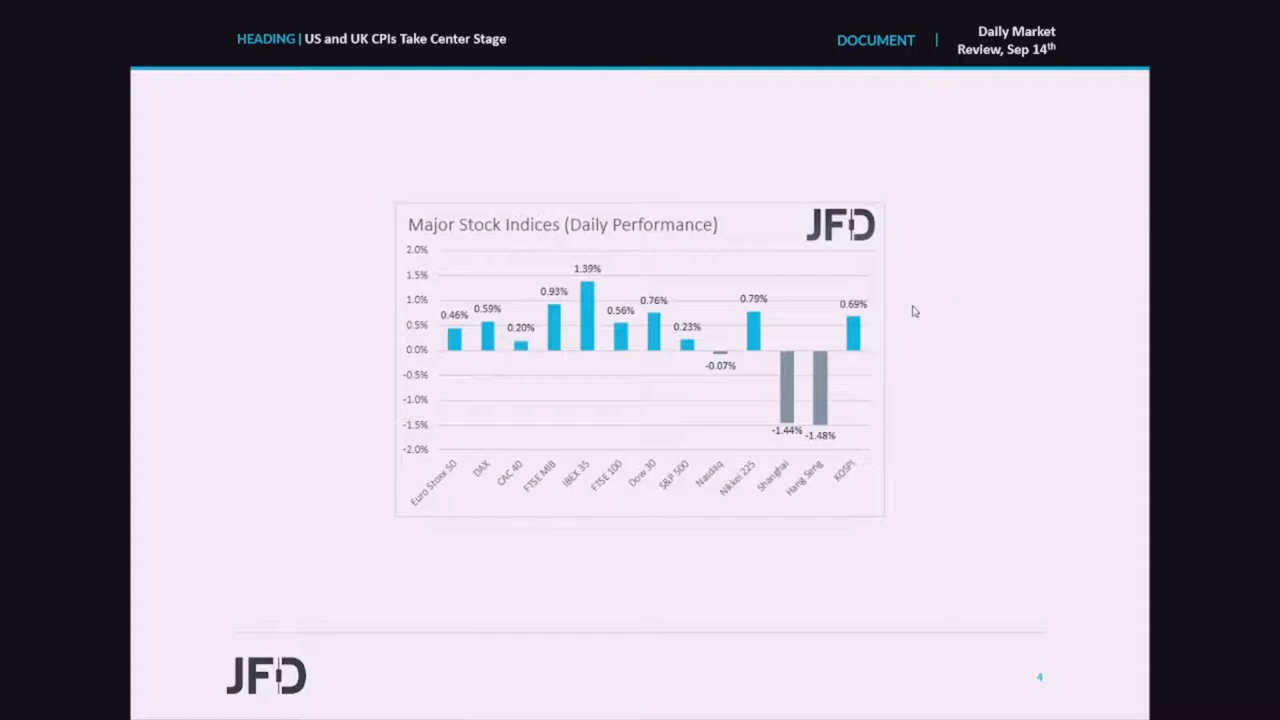 HEADING | US and UK CPIs Take Center Stage
DOCUMENT |
Daily Market
Review, Sep 14th
Major Stock Indices (Daily Performance)
JFD
2.0%
1.5%
1.0%
0.5%
0.0%
-0.5%
-1.0%
-1.5%
-2.0%
0.46%
0.59%
0.20%
0.93%
1.39%
0.56%
0.76%
0.23%
-0.07%
0.79%
-1.44%
-1.48%
0.69%
Euro Stoxx 50
DAX
CAC 40
FTSE MIB
IBEX 35
FTSE 100
Dow 30
S&P 500
Nasdaq
Nikkei 225
Shanghai
Hang Seng
KOSPI
JFD
4